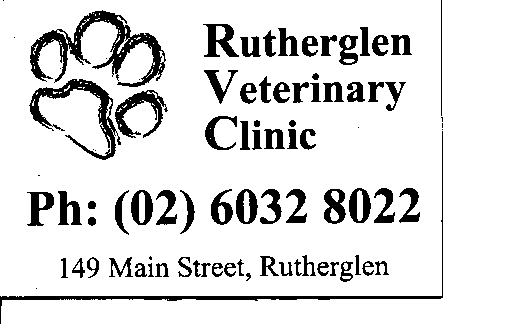 Rutherglen
Veterinary
Clinic
Ph: (02) 6032 8022
149 Main Street, Rutherglen